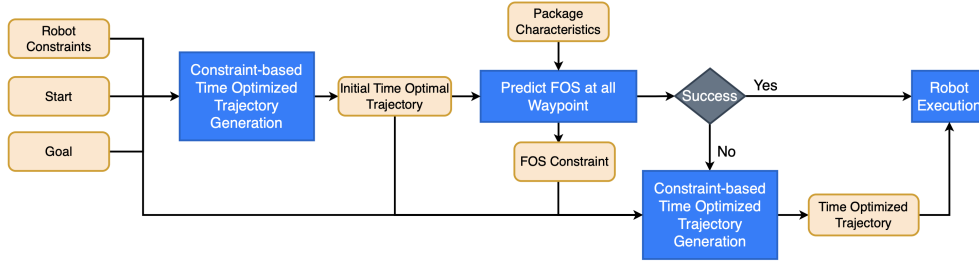 Robot
Constraints
Start
Goal
Constraint-based
Time Optimized
Trajectory
Generation
Initial Time Optimal
Trajectory
Package
Characteristics
Predict FOS at all
Waypoint
FOS Constraint
Success
Yes
No
Constraint-based
Time Optimized
Trajectory
Generation
Time Optimized
Trajectory
Robot
Execution